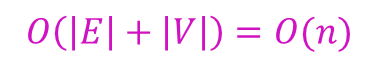 O(|E| + |V|) = O(n)